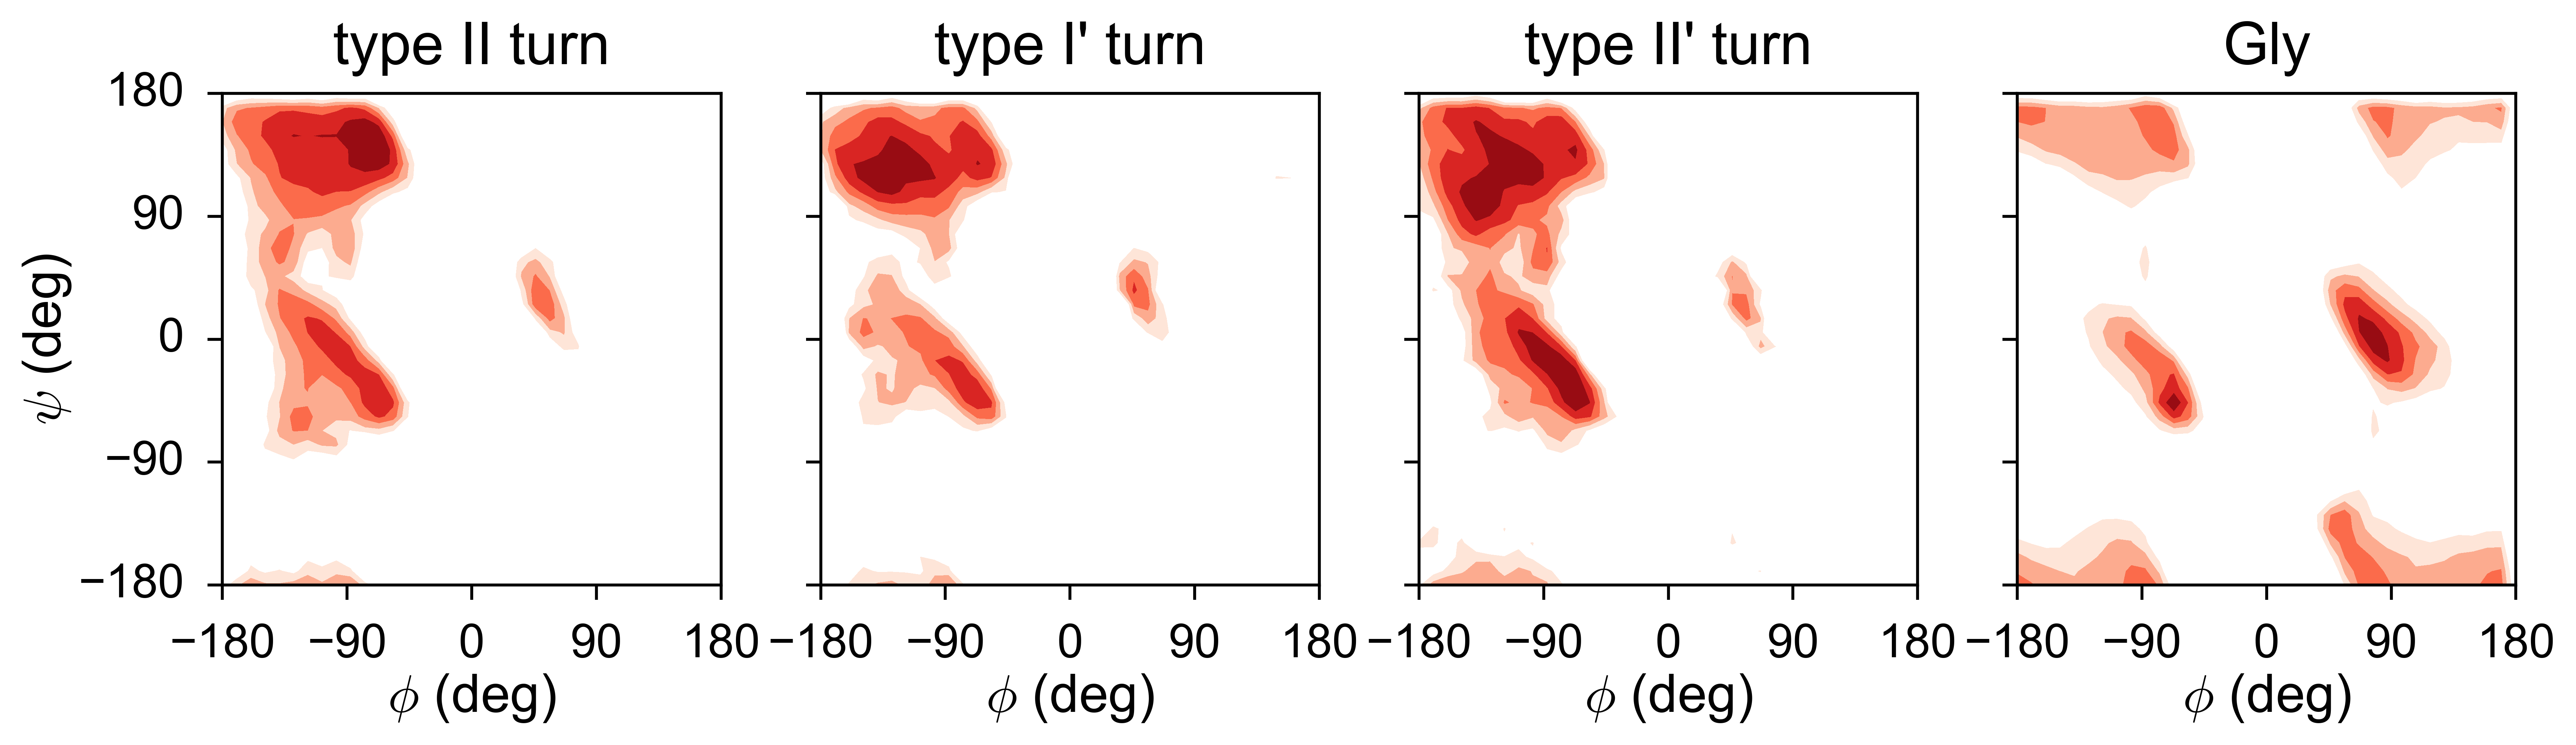 type II turn
type I' turn
type II' turn
Gly
180
90
0
−90
−180
ψ (deg)
−180 −90 0 90 180
−180 −90 0 90 180
−180 −90 0 90 180
−180 −90 0 90 180
ϕ (deg)
ϕ (deg)
ϕ (deg)
ϕ (deg)